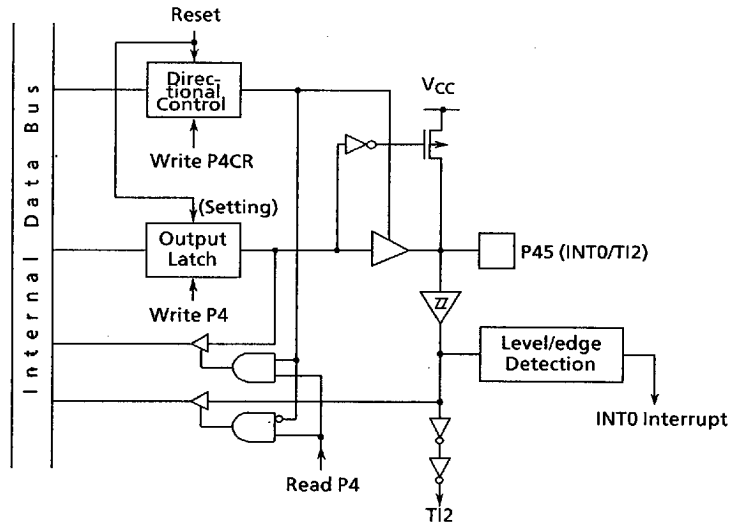 Reset
Direc-
tional
Control
Write P4CR
(Setting)
Output
Latch
Write P4
Internal Data Bus
VCC
P45 (INT0/TI2)
Level/edge
Detection
INT0 Interrupt
Read P4
TI2